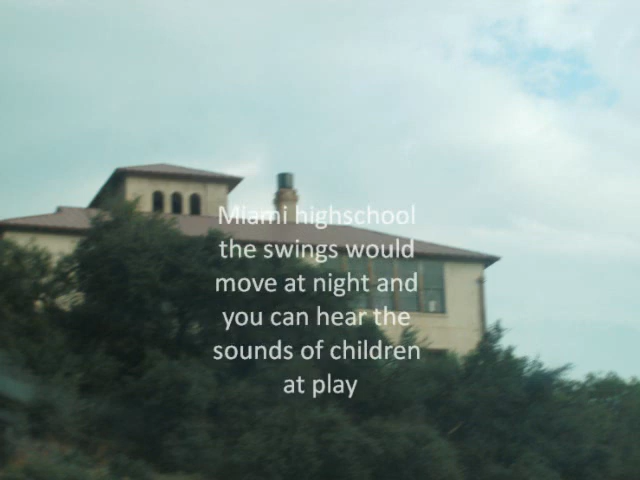 Miami highschool
the swings would
move at night and
you can hear the
sounds of children
at play